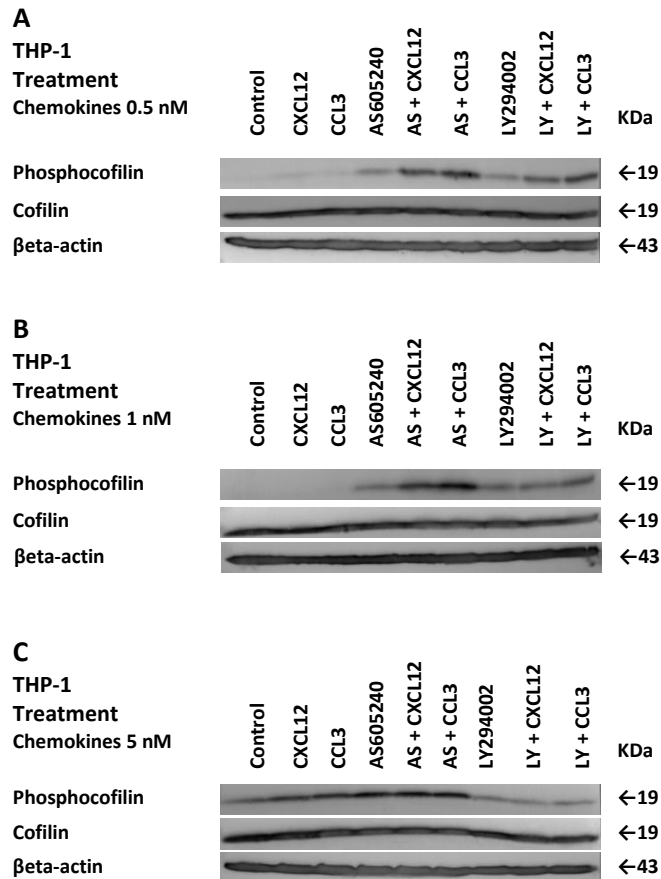 A
THP-1
Treatment
Chemokines 0.5 nM
Control
CXCL12
CCL3
AS605240
AS + CXCL12
AS + CCL3
LY294002
LY + CXCL12
LY + CCL3
KDa
Phosphocofilin
←19
Cofilin
←19
βeta-actin
←43
B
THP-1
Treatment
Chemokines 1 nM
Control
CXCL12
CCL3
AS605240
AS + CXCL12
AS + CCL3
LY294002
LY + CXCL12
LY + CCL3
KDa
Phosphocofilin
←19
Cofilin
←19
βeta-actin
←43
C
THP-1
Treatment
Chemokines 5 nM
Control
CXCL12
CCL3
AS605240
AS + CXCL12
AS + CCL3
LY294002
LY + CXCL12
LY + CCL3
KDa
Phosphocofilin
←19
Cofilin
←19
βeta-actin
←43